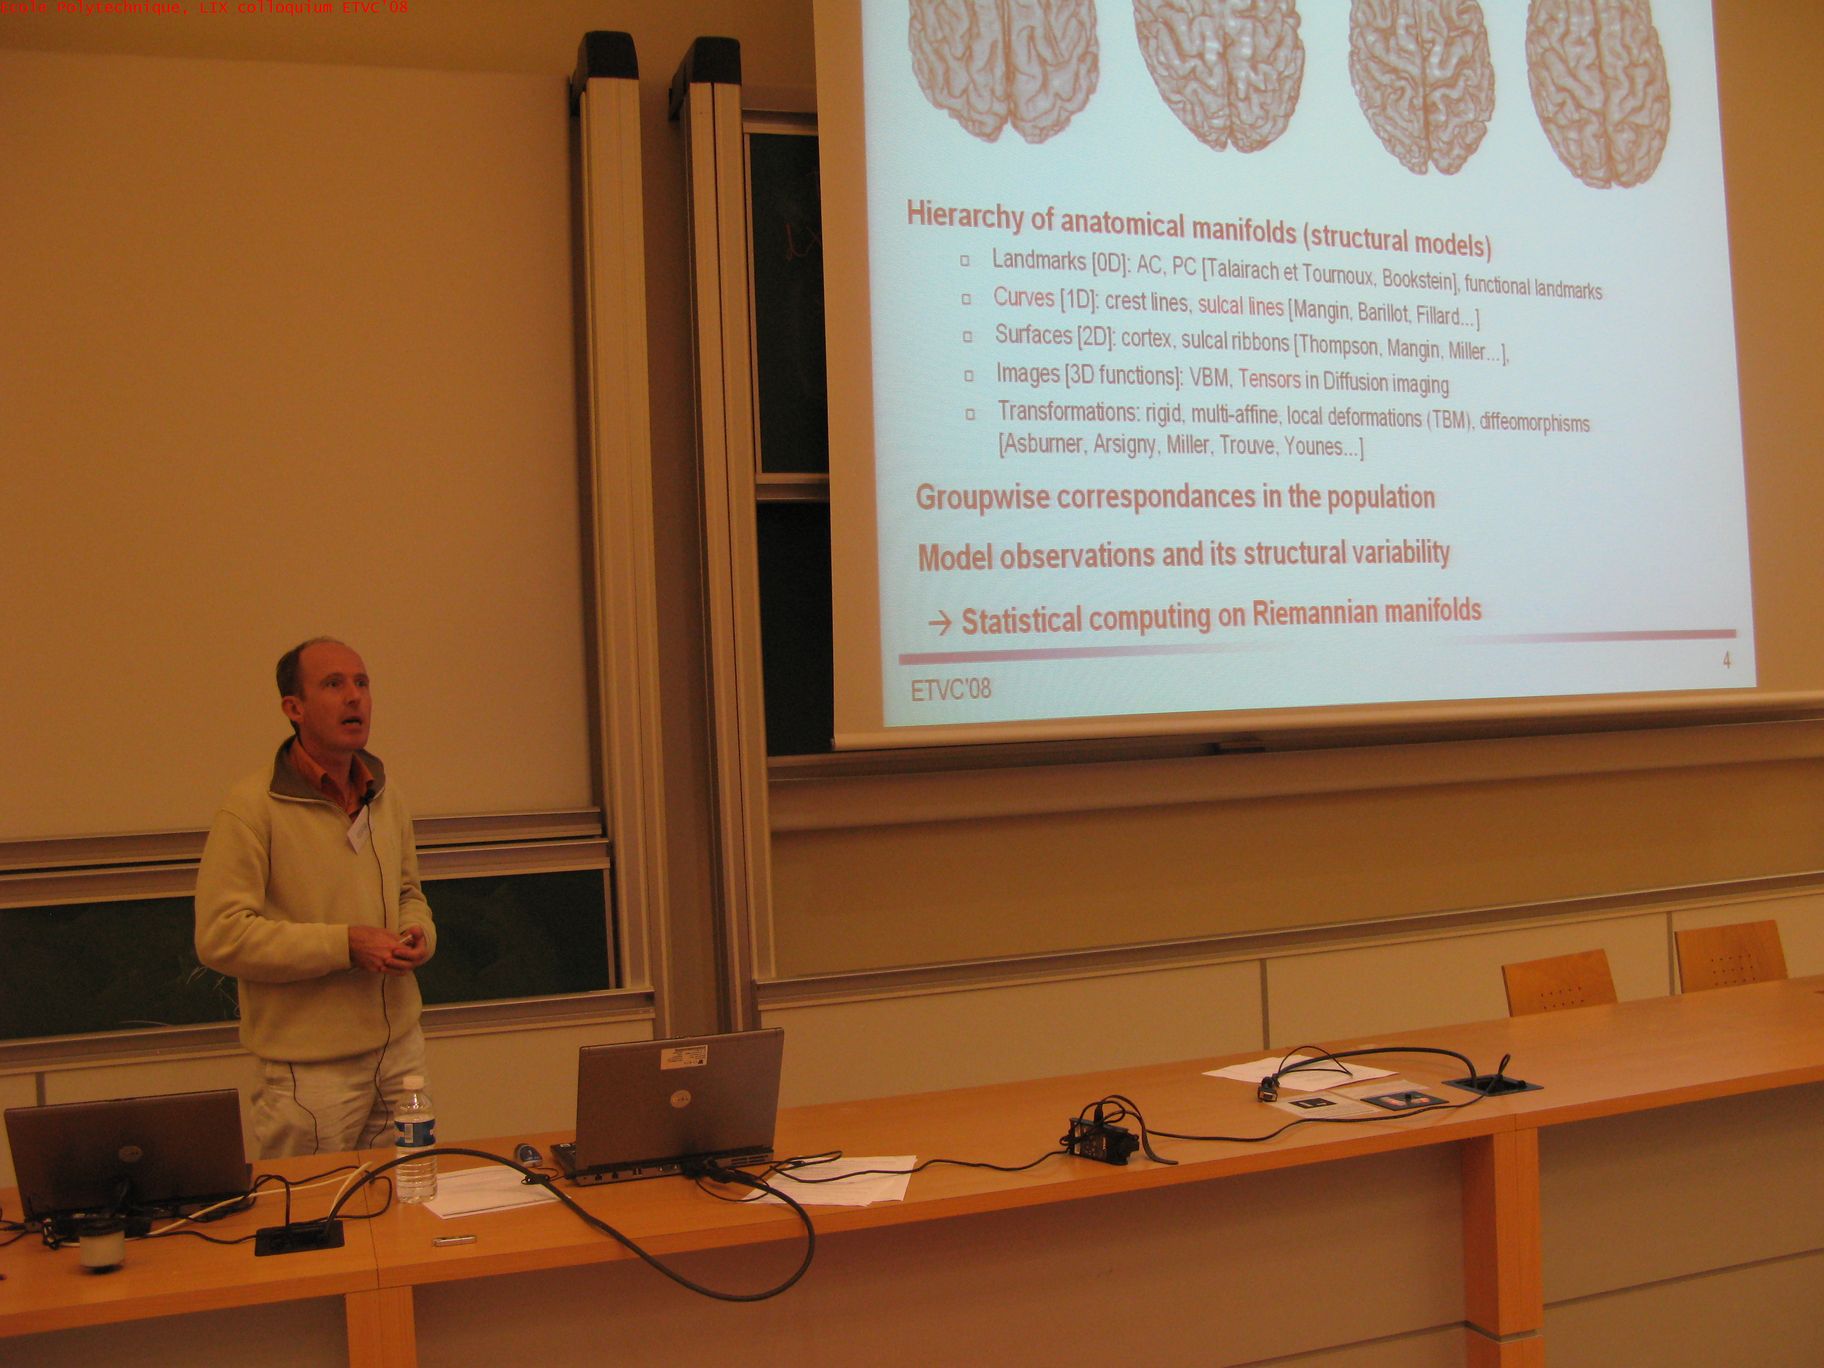 Ecole Polytechnique, LIX colloquium ETVC'08
Hierarchy of anatomical manifolds (structural models)
Landmarks [0D]: AC, PC [Talairach et Tournoux, Bookstein], functional landmarks
Curves [1D]: crest lines, sulcal lines [Mangin, Barillot, Fillard...]
Surfaces [2D]: cortex, sulcal ribbons [Thompson, Mangin, Miller...],
Images [3D functions]: VBM, Tensors in Diffusion imaging
Transformations: rigid, multi-affine, local deformations (TBM), diffeomorphisms
[Asburner, Arsigny, Miller, Trouve, Younes...]
Groupwise correspondances in the population
Model observations and its structural variability
→ Statistical computing on Riemannian manifolds
4
ETVC'08
DELL